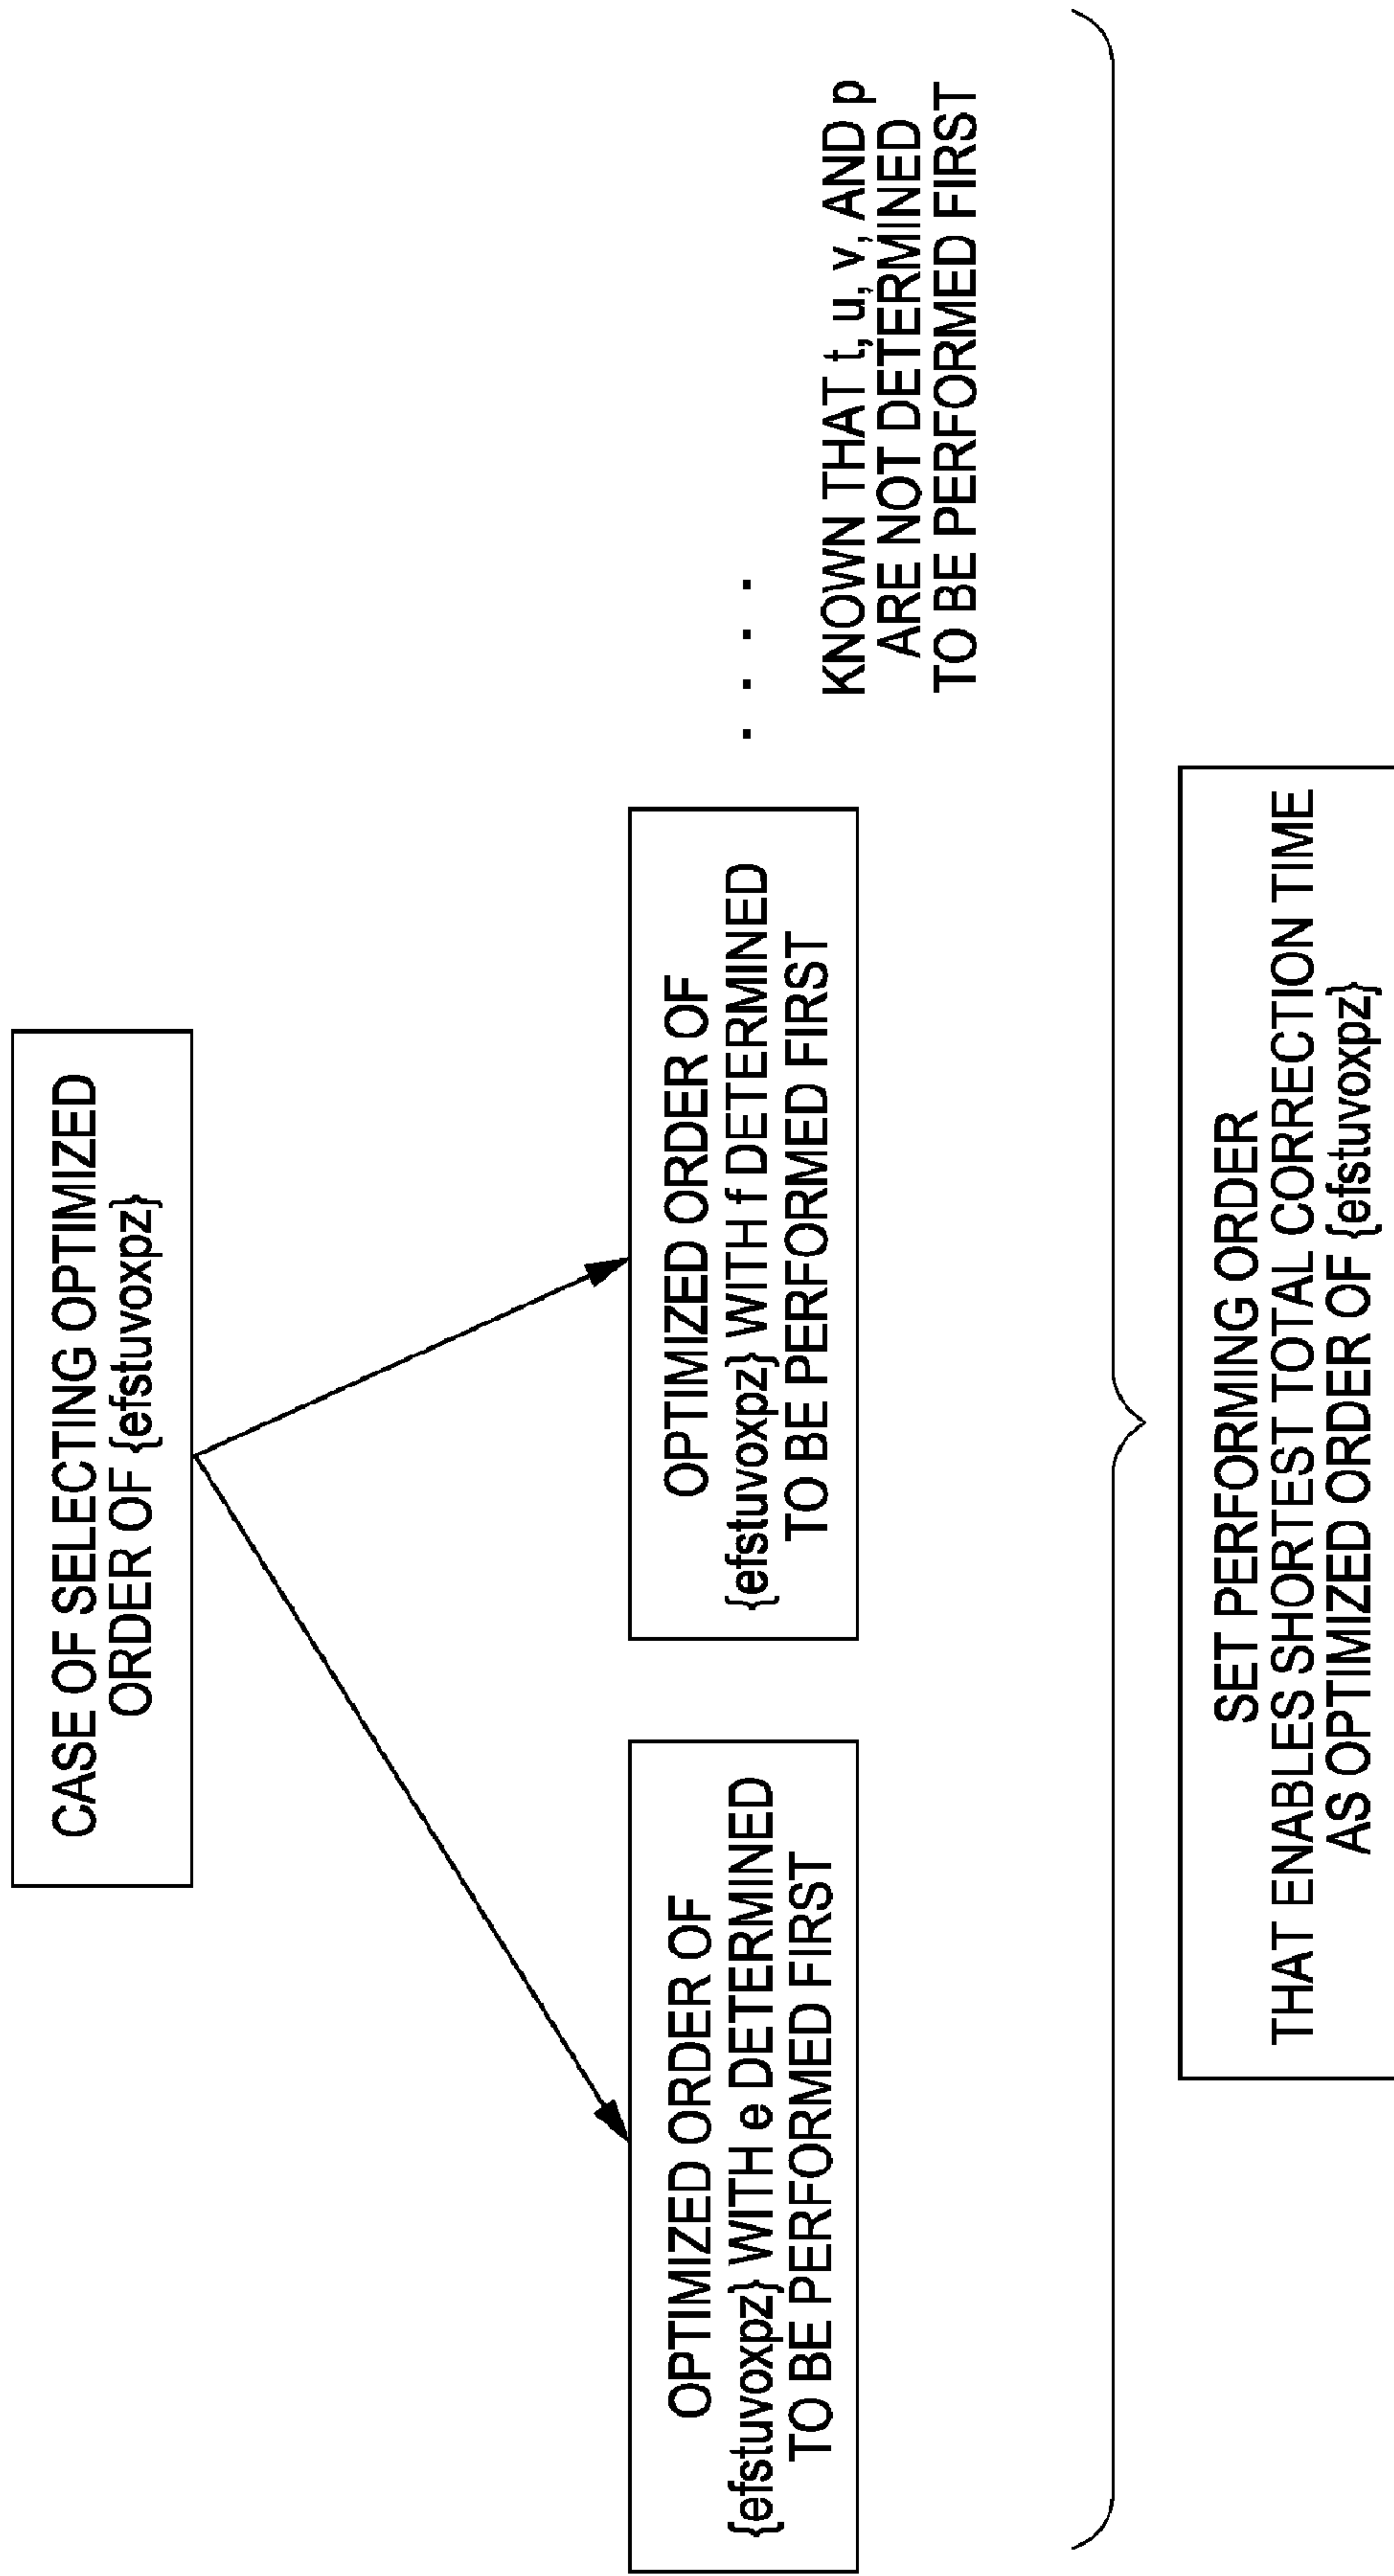 CASE OF SELECTING OPTIMIZED
ORDER OF {efstuvoxpz}
OPTIMIZED ORDER OF
{efstuvoxpz} WITH e DETERMINED
TO BE PERFORMED FIRST
OPTIMIZED ORDER OF
{efstuvoxpz} WITH f DETERMINED
TO BE PERFORMED FIRST
. . . .
KNOWN THAT t, u, v, AND p
ARE NOT DETERMINED
TO BE PERFORMED FIRST
SET PERFORMING ORDER
THAT ENABLES SHORTEST TOTAL CORRECTION TIME
AS OPTIMIZED ORDER OF {efstuvoxpz}